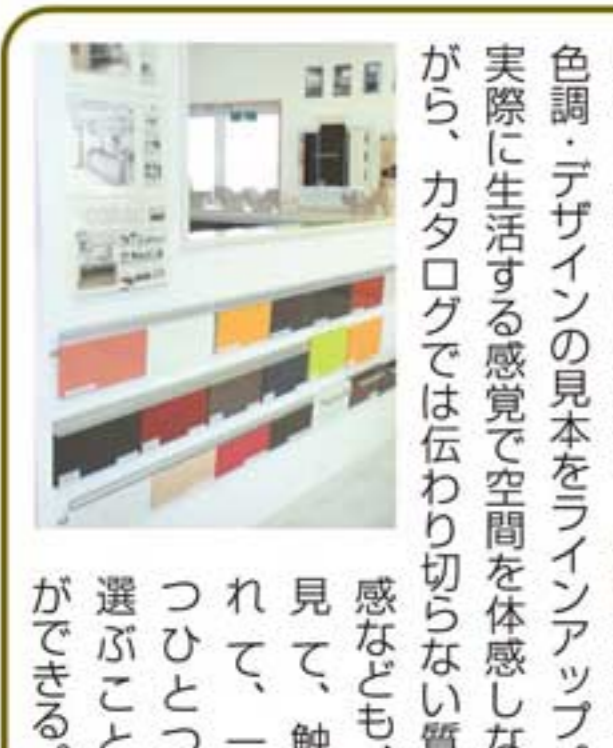 色調・デザインの見本をラインアップ。
実際に生活する感覚で空間を体感しな
がら、カタログでは伝わり切らない質
感なども、
見て、触
れて、一
つひとつ
選ぶこと
ができる。